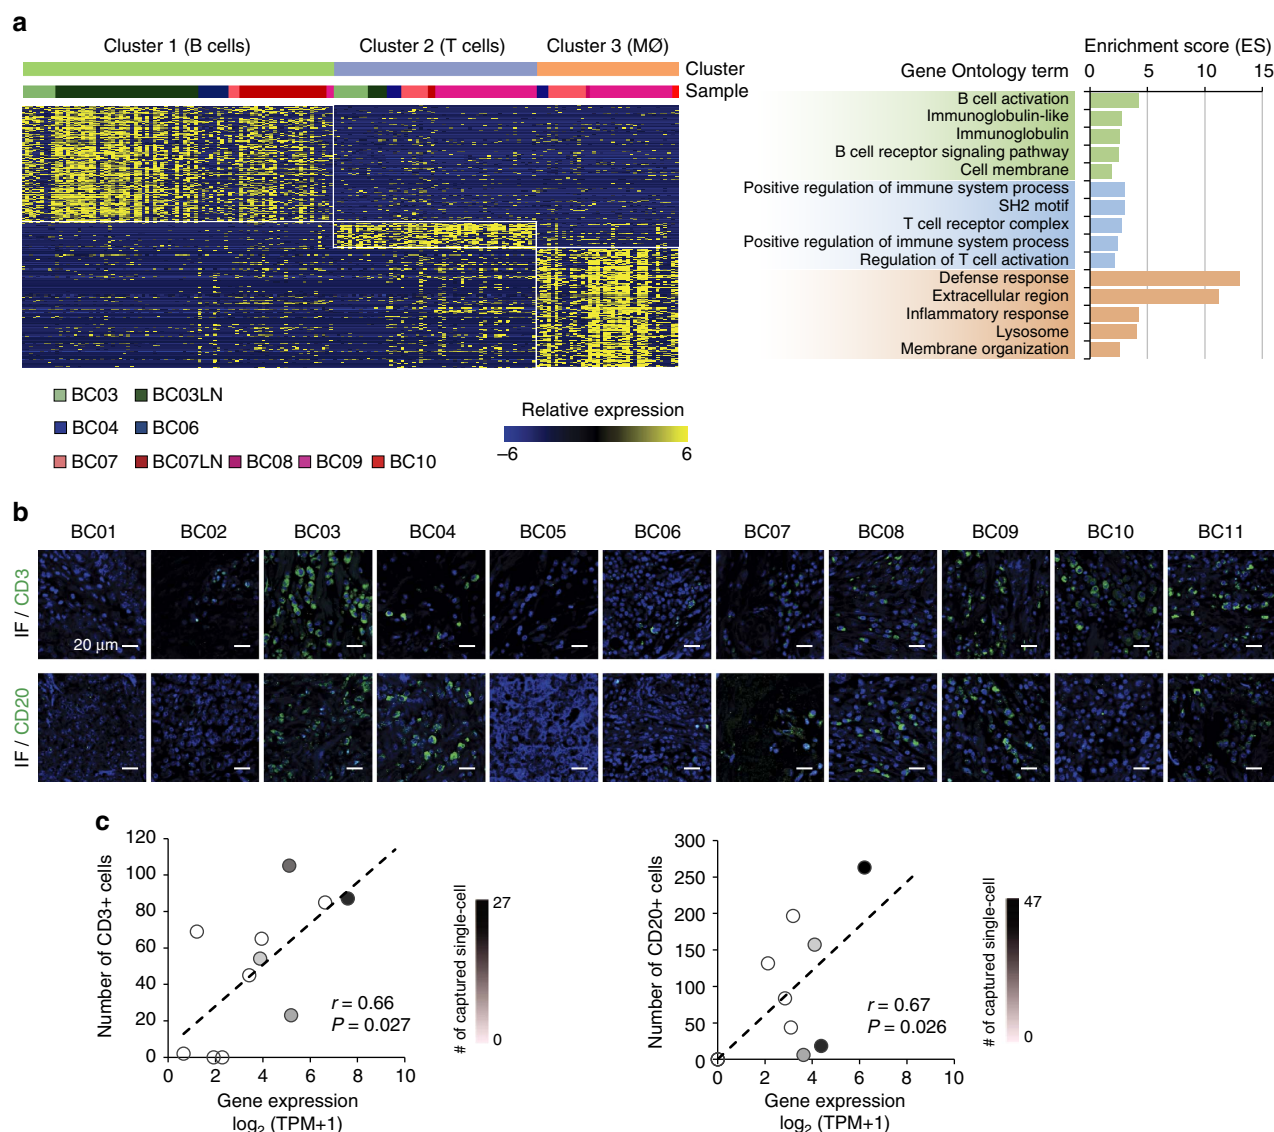 a
Cluster 1 (B cells) Cluster 2 (T cells) Cluster 3 (MØ)
Cluster
Sample
Enrichment score (ES)
Gene Ontology term 0 5 10 15
B cell activation
Immunoglobulin-like
Immunoglobulin
B cell receptor signaling pathway
Cell membrane
Positive regulation of immune system process
SH2 motif
T cell receptor complex
Positive regulation of immune system process
Regulation of T cell activation
Defense response
Extracellular region
Inflammatory response
Lysosome
Membrane organization
BC03 BC03LN
BC04 BC06
BC07 BC07LN BC08 BC09 BC10
Relative expression
−6 6
b
BC01 BC02 BC03 BC04 BC05 BC06 BC07 BC08 BC09 BC10 BC11
IF / CD3
20 μm
IF / CD20
c
Number of CD3+ cells
120
100
80
60
40
20
0
0 2 4 6 8 10
Gene expression
log2 (TPM+1)
r = 0.66
P = 0.027
# of captured single-cell
27
0
Number of CD20+ cells
300
250
200
150
100
50
0
0 2 4 6 8 10
Gene expression
log2 (TPM+1)
r = 0.67
P = 0.026
# of captured single-cell
47
0